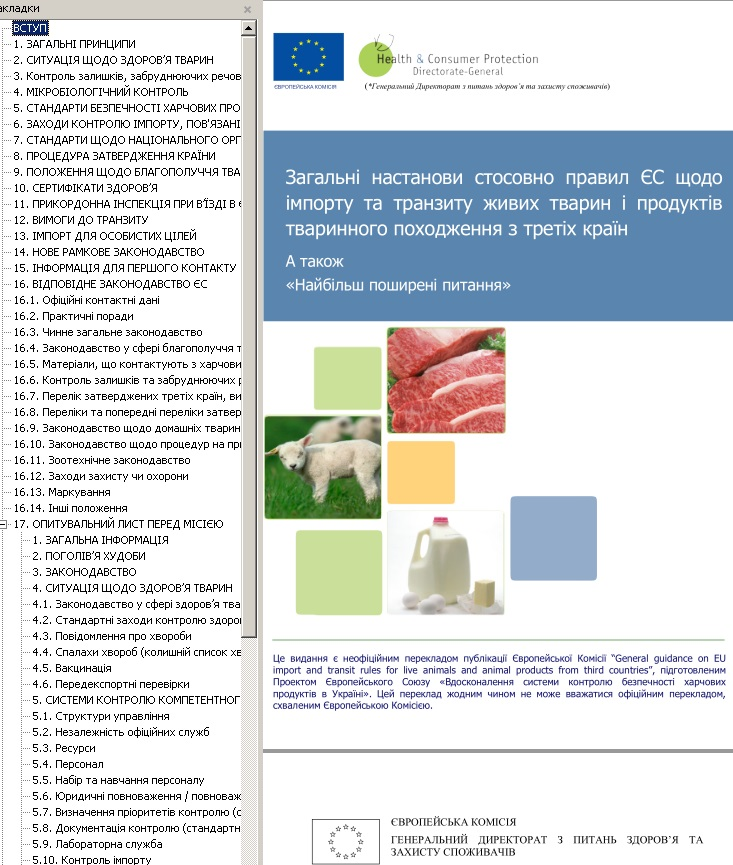 акладки
ВСТУП
1. ЗАГАЛЬНІ ПРИНЦИПИ
2. СИТУАЦІЯ ЩОДО ЗДОРОВ'Я ТВАРИН
3. Контроль залишків, забруднюючих речов
4. МІКРОБІОЛОГІЧНИЙ КОНТРОЛЬ
5. СТАНДАРТИ БЕЗПЕЧНОСТІ ХАРЧОВИХ ПРО
6. ЗАХОДИ КОНТРОЛЮ ІМПОРТУ, ПОВ'ЯЗАНІ
7. СТАНДАРТИ ЩОДО НАЦІОНАЛЬНОГО ОРГ
8. ПРОЦЕДУРА ЗАТВЕРДЖЕННЯ КРАЇНИ
9. ПОЛОЖЕННЯ ЩОДО БЛАГОПОЛУЧЧЯ ТВА
10. СЕРТИФІКАТИ ЗДОРОВ'Я
11. ПРИКОРДОННА ІНСПЕКЦІЯ ПРИ В'ЇЗДІ В Є
12. ВИМОГИ ДО ТРАНЗИТУ
13. ІМПОРТ ДЛЯ ОСОБИСТИХ ЦІЛЕЙ
14. НОВЕ РАМКОВЕ ЗАКОНОДАВСТВО
15. ІНФОРМАЦІЯ ДЛЯ ПЕРШОГО КОНТАКТУ
16. ВІДПОВІДНЕ ЗАКОНОДАВСТВО ЄС
16.1. Офіційні контактні дані
16.2. Практичні поради
16.3. Чинне загальне законодавство
16.4. Законодавство у сфері благополуччя т
16.5. Матеріали, що контактують з харчови
16.6. Контроль залишків та забруднюючих р
16.7. Перелік затверджених третіх країн, ви
16.8. Переліки та попередні переліки затвер
16.9. Законодавство щодо домашніх тварин
16.10. Законодавство щодо процедур на пр
16.11. Зоотехнічне законодавство
16.12. Заходи захисту чи охорони
16.13. Маркування
16.14. Інші положення
17. ОПИТУВАЛЬНИЙ ЛИСТ ПЕРЕД МІСІЄЮ
1. ЗАГАЛЬНА ІНФОРМАЦІЯ
2. ПОГОЛІВ'Я ХУДОБИ
3. ЗАКОНОДАВСТВО
4. СИТУАЦІЯ ЩОДО ЗДОРОВ'Я ТВАРИН
4.1. Законодавство у сфері здоров'я тва
4.2. Стандартні заходи контролю здоро
4.3. Повідомлення про хвороби
4.4. Спалахи хвороб (колишній список хв
4.5. Вакцинація
4.6. Передекспортні перевірки
5. СИСТЕМИ КОНТРОЛЮ КОМПЕТЕНТНОГ
5.1. Структури управління
5.2. Незалежність офіційних служб
5.3. Ресурси
5.4. Персонал
5.5. Набір та навчання персоналу
5.6. Юридичні повноваження / повноваж
5.7. Визначення пріоритетів контролю (с
5.8. Документація контролю (стандартн
5.9. Лабораторна служба
5.10. Контроль імпорту
ЄВРОПЕЙСЬКА КОМІСІЯ
Health & Consumer Protection
Directorate-General
(*Генеральний Директорат з питань здоров'я та захисту споживачів)
Загальні настанови стосовно правил ЄС щодо
імпорту та транзиту живих тварин і продуктів
тваринного походження з третіх країн
А також
«Найбільш поширені питання»
Це видання є неофіційним перекладом публікації Європейської Комісії "General guidance on EU
import and transit rules for live animals and animal products from third countries", підготовленим
Проектом Європейського Союзу «Вдосконалення системи контролю безпечності харчових
продуктів в Україні». Цей переклад жодним чином не може вважатися офіційним перекладом,
схваленим Європейською Комісією.
ЄВРОПЕЙСЬКА КОМІСІЯ
ГЕНЕРАЛЬНИЙ ДИРЕКТОРАТ З ПИТАНЬ ЗДОРОВ'Я ТА
ЗАХИСТУ СПОЖИВАЧІВ